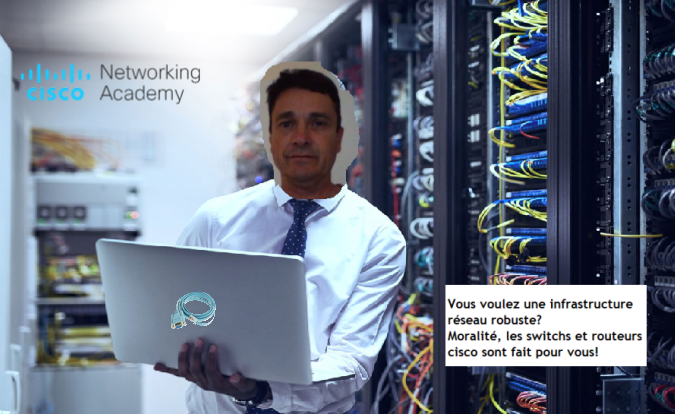 cisco
Networking
Academy
Vous voulez une infrastructure
réseau robuste?
Moralité, les switchs et routeurs
cisco sont fait pour vous!